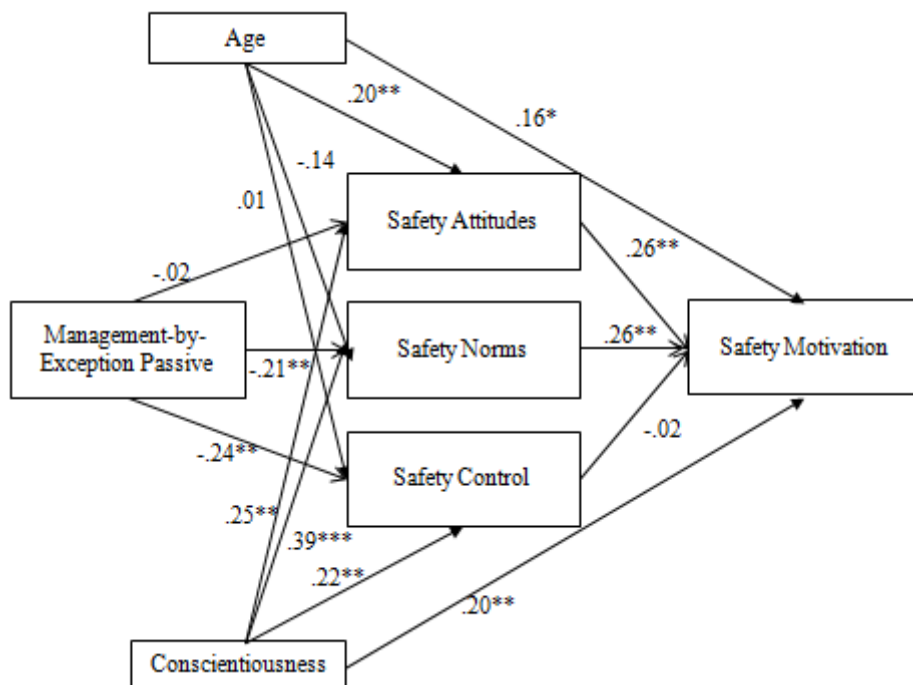 Age
.20**
.16*
-.14
.01
Safety Attitudes
.26**
-.02
Management-by-
Exception Passive
-.21**
Safety Norms
.26**
Safety Motivation
-.24**
Safety Control
-.02
.25**
.39***
.22**
.20**
Conscientiousness